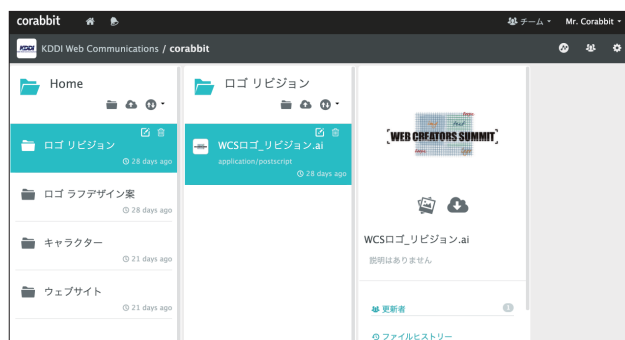 corabbit
チーム
Mr. Corabbit
KDDI
KDDI Web Communications / corabbit
Home
ロゴ リビジョン
28 days ago
ロゴ ラフデザイン案
28 days ago
キャラクター
21 days ago
ウェブサイト
21 days ago
ロゴ リビジョン
WCSロゴ_リビジョン.ai
application/postscript
28 days ago
WEB CREATORS SUMMIT
WCSロゴ_リビジョン.ai
説明はありません
更新者
1
ファイルヒストリー